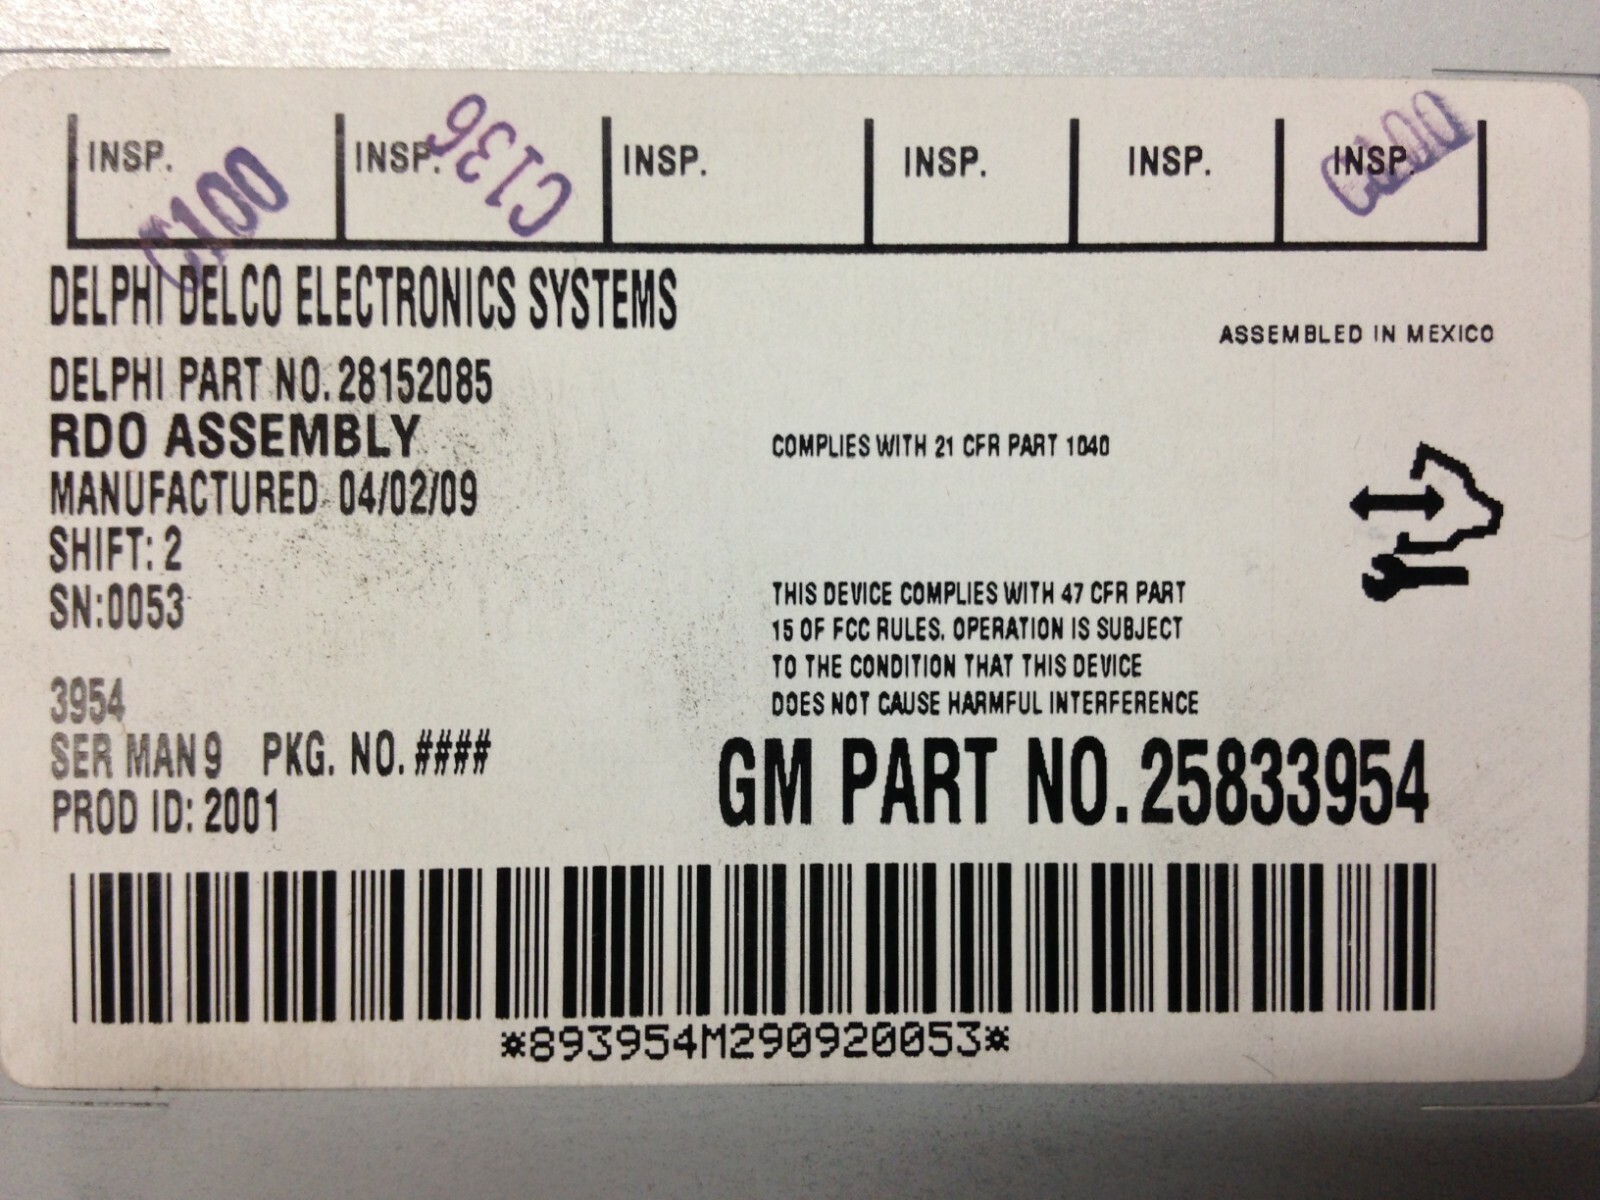 INSP. INSP. INSP. INSP. INSP. INSP.
C100 C136 C100
DELPHI DELCO ELECTRONICS SYSTEMS
ASSEMBLED IN MEXICO
DELPHI PART NO. 28152085
RDO ASSEMBLY
MANUFACTURED 04/02/09
SHIFT: 2
SN:0053
COMPLIES WITH 21 CFR PART 1040
THIS DEVICE COMPLIES WITH 47 CFR PART
15 OF FCC RULES. OPERATION IS SUBJECT
TO THE CONDITION THAT THIS DEVICE
DOES NOT CAUSE HARMFUL INTERFERENCE
3954
SER MAN 9 PKG. NO. ####
PROD ID: 2001
GM PART NO. 25833954
*893954M290920053*